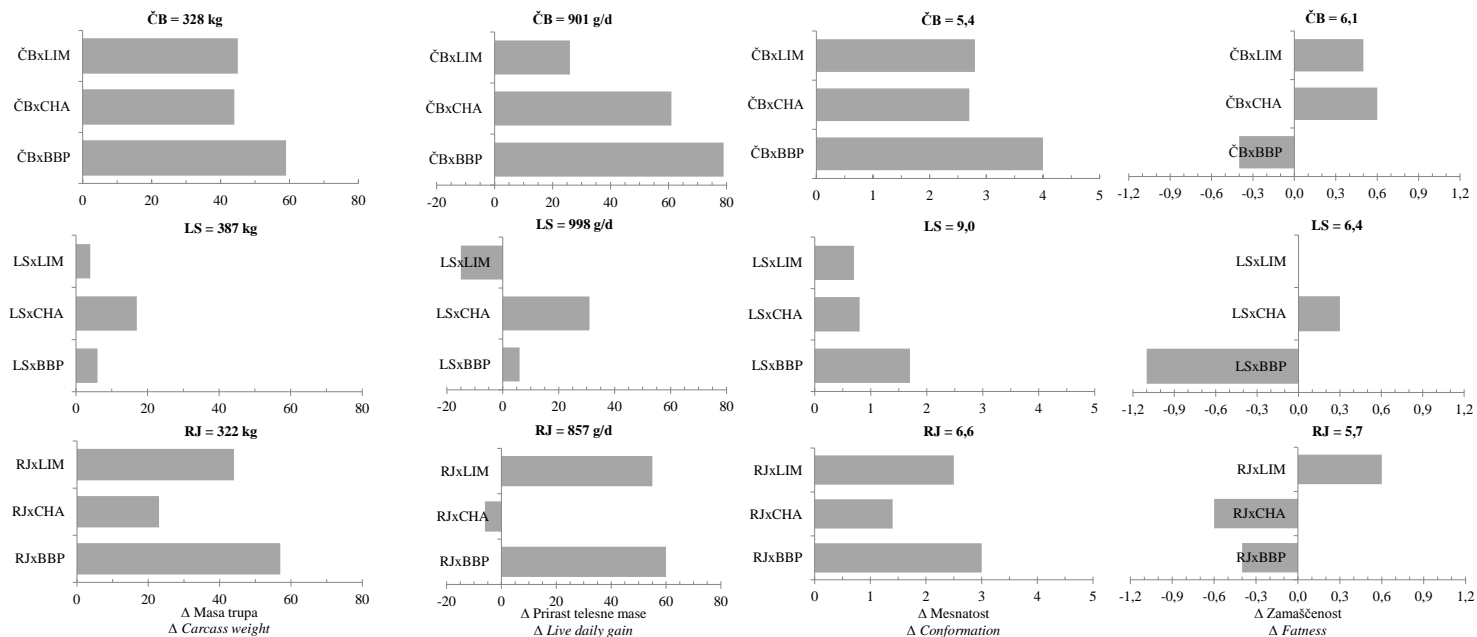 ČB = 328 kg
ČBxLIM
ČBxCHA
ČBxBBP
0 20 40 60 80
ČB = 901 g/d
ČBxLIM
ČBxCHA
ČBxBBP
-20 0 20 40 60 80
ČB = 5,4
ČBxLIM
ČBxCHA
ČBxBBP
0 1 2 3 4 5
ČB = 6,1
ČBxLIM
ČBxCHA
ČBxBBP
-1,2 -0,9 -0,6 -0,3 0,0 0,3 0,6 0,9 1,2
LS = 387 kg
LSxLIM
LSxCHA
LSxBBP
0 20 40 60 80
LS = 998 g/d
LSxLIM
LSxCHA
LSxBBP
-20 0 20 40 60 80
LS = 9,0
LSxLIM
LSxCHA
LSxBBP
0 1 2 3 4 5
LS = 6,4
LSxLIM
LSxCHA
LSxBBP
-1,2 -0,9 -0,6 -0,3 0,0 0,3 0,6 0,9 1,2
RJ = 322 kg
RJxLIM
RJxCHA
RJxBBP
0 20 40 60 80
Δ Masa trupa
Δ Carcass weight
RJ = 857 g/d
RJxLIM
RJxCHA
RJxBBP
-20 0 20 40 60 80
Δ Prirast telesne mase
Δ Live daily gain
RJ = 6,6
RJxLIM
RJxCHA
RJxBBP
0 1 2 3 4 5
Δ Mesnatost
Δ Conformation
RJ = 5,7
RJxLIM
RJxCHA
RJxBBP
-1,2 -0,9 -0,6 -0,3 0,0 0,3 0,6 0,9 1,2
Δ Zamaščenost
Δ Fatness